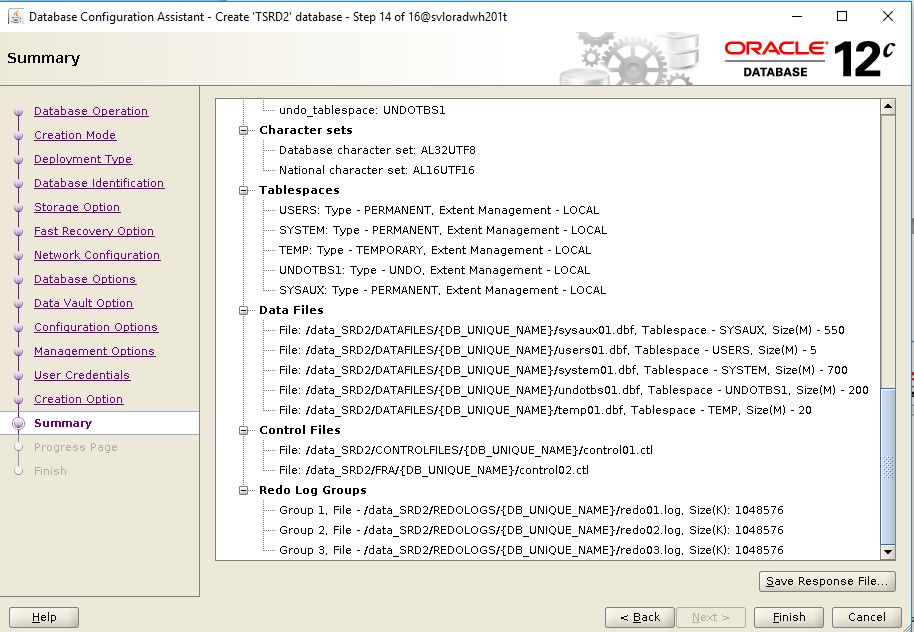 Database Configuration Assistant - Create 'TSRD2' database - Step 14 of 16@svloradwh201t
Summary
ORACLE
DATABASE
12c
Database Operation
Creation Mode
Deployment Type
Database Identification
Storage Option
Fast Recovery Option
Network Configuration
Database Options
Data Vault Option
Configuration Options
Management Options
User Credentials
Creation Option
Summary
Progress Page
Finish
undo_tablespace: UNDOTBS1
Character sets
Database character set: AL32UTF8
National character set: AL16UTF16
Tablespaces
USERS: Type - PERMANENT, Extent Management - LOCAL
SYSTEM: Type - PERMANENT, Extent Management - LOCAL
TEMP: Type - TEMPORARY, Extent Management - LOCAL
UNDOTBS1: Type - UNDO, Extent Management - LOCAL
SYSAUX: Type - PERMANENT, Extent Management - LOCAL
Data Files
File: /data_SRD2/DATAFILES/{DB_UNIQUE_NAME}/sysaux01.dbf, Tablespace - SYSAUX, Size(M) - 550
File: /data_SRD2/DATAFILES/{DB_UNIQUE_NAME}/users01.dbf, Tablespace - USERS, Size(M) - 5
File: /data_SRD2/DATAFILES/{DB_UNIQUE_NAME}/system01.dbf, Tablespace - SYSTEM, Size(M) - 700
File: /data_SRD2/DATAFILES/{DB_UNIQUE_NAME}/undotbs01.dbf, Tablespace - UNDOTBS1, Size(M) - 200
File: /data_SRD2/DATAFILES/{DB_UNIQUE_NAME}/temp01.dbf, Tablespace - TEMP, Size(M) - 20
Control Files
File: /data_SRD2/CONTROLFILES/{DB_UNIQUE_NAME}/control01.ctl
File: /data_SRD2/FRA/{DB_UNIQUE_NAME}/control02.ctl
Redo Log Groups
Group 1, File - /data_SRD2/REDOLOGS/{DB_UNIQUE_NAME}/redo01.log, Size(K): 1048576
Group 2, File - /data_SRD2/REDOLOGS/{DB_UNIQUE_NAME}/redo02.log, Size(K): 1048576
Group 3, File - /data_SRD2/REDOLOGS/{DB_UNIQUE_NAME}/redo03.log, Size(K): 1048576
Save Response File...
Help
< Back
Next >
Finish
Cancel